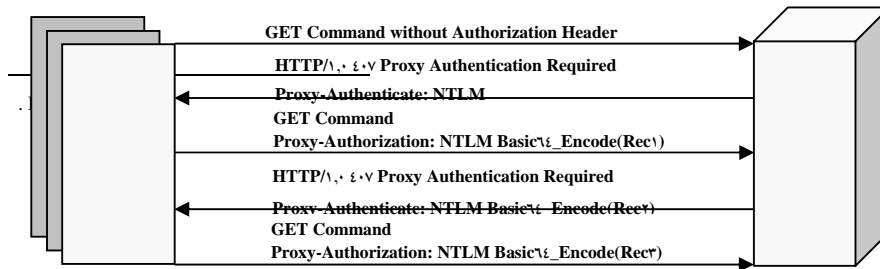 GET Command without Authorization Header
HTTP/١,٠ ٤٠٧ Proxy Authentication Required
Proxy-Authenticate: NTLM
GET Command
Proxy-Authorization: NTLM Basic٦٤_Encode(Rec١)
HTTP/١,٠ ٤٠٧ Proxy Authentication Required
Proxy-Authenticate: NTLM Basic٦٤_Encode(Rec٢)
GET Command
Proxy-Authorization: NTLM Basic٦٤_Encode(Rec٣)